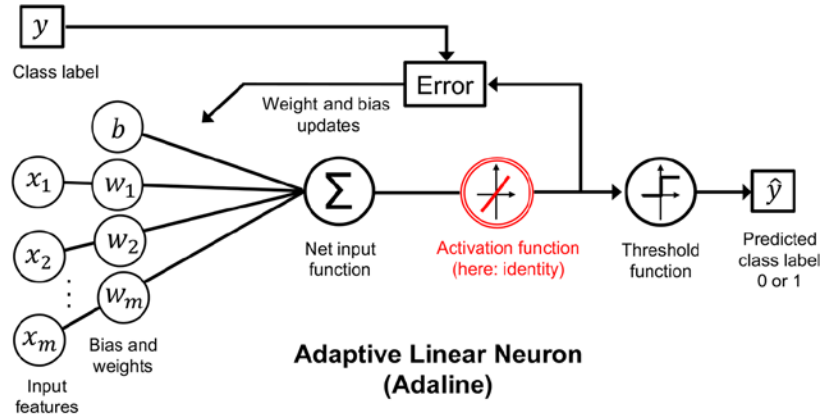 y
Class label
Error
Weight and bias
updates
b
x₁
w₁
x₂
w₂
⋮
wₘ
xₘ
Σ
Net input
function
Activation function
(here: identity)
Threshold
function
ŷ
Predicted
class label
0 or 1
Bias and
weights
Input
features
Adaptive Linear Neuron
(Adaline)